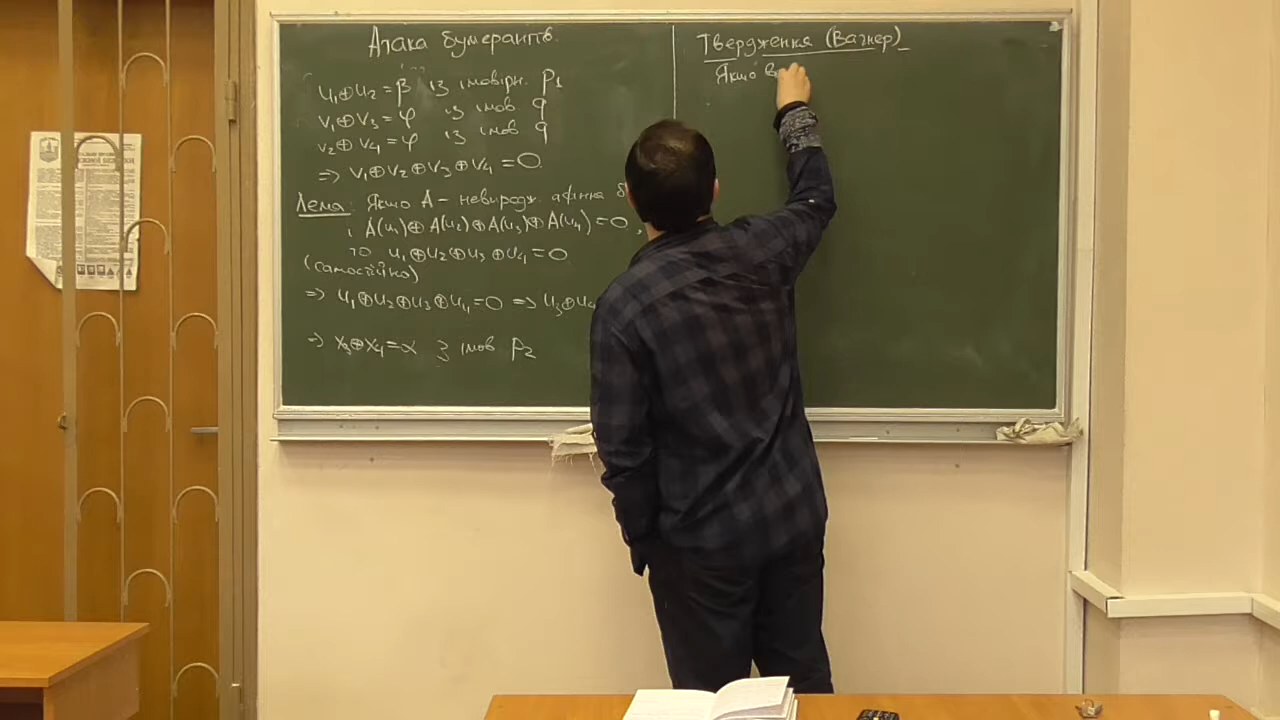 Атака бумерангів.
u₁⊕u₂ = β із імовірн. p₁
v₁⊕v₃ = φ із імов q
v₂⊕v₄ = φ із імов q
⇒ v₁⊕v₂⊕v₃⊕v₄ = 0.
Лема: Якщо A – невиродж. афінна
і A(u₁)⊕A(u₂)⊕A(u₃)⊕A(u₄) = 0,
то u₁⊕u₂⊕u₃⊕u₄ = 0
(самостійно)
⇒ u₁⊕u₂⊕u₃⊕u₄ = 0 ⇒ u₃⊕u₄
⇒ x₃⊕x₄ = α з імов p₂
Твердження (Вагнер)
Якщо в